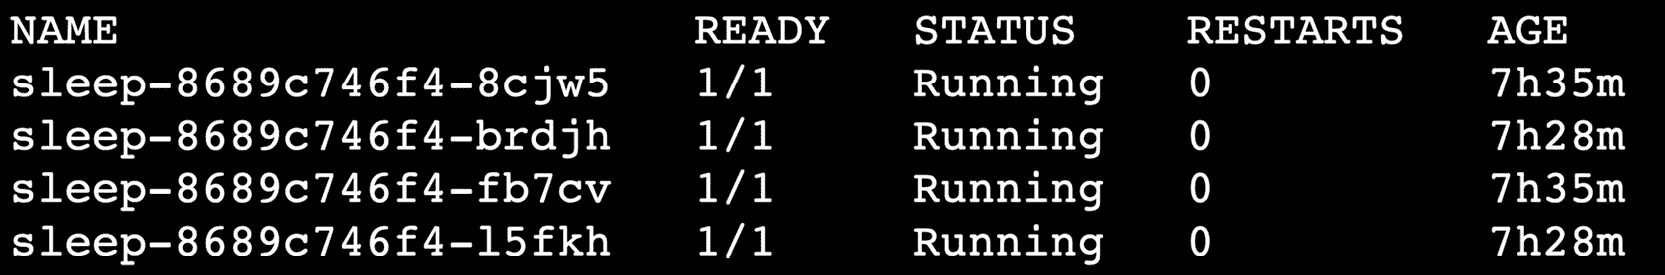 NAME READY STATUS RESTARTS AGE
sleep-8689c746f4-8cjw5 1/1 Running 0 7h35m
sleep-8689c746f4-brdjh 1/1 Running 0 7h28m
sleep-8689c746f4-fb7cv 1/1 Running 0 7h35m
sleep-8689c746f4-l5fkh 1/1 Running 0 7h28m